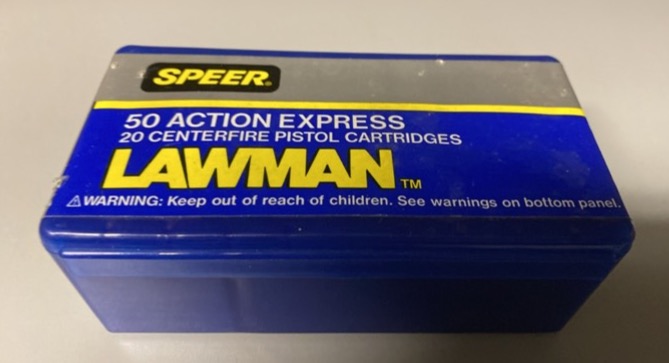 SPEER®
50 ACTION EXPRESS
20 CENTERFIRE PISTOL CARTRIDGES
LAWMAN™
⚠WARNING: Keep out of reach of children. See warnings on bottom panel.